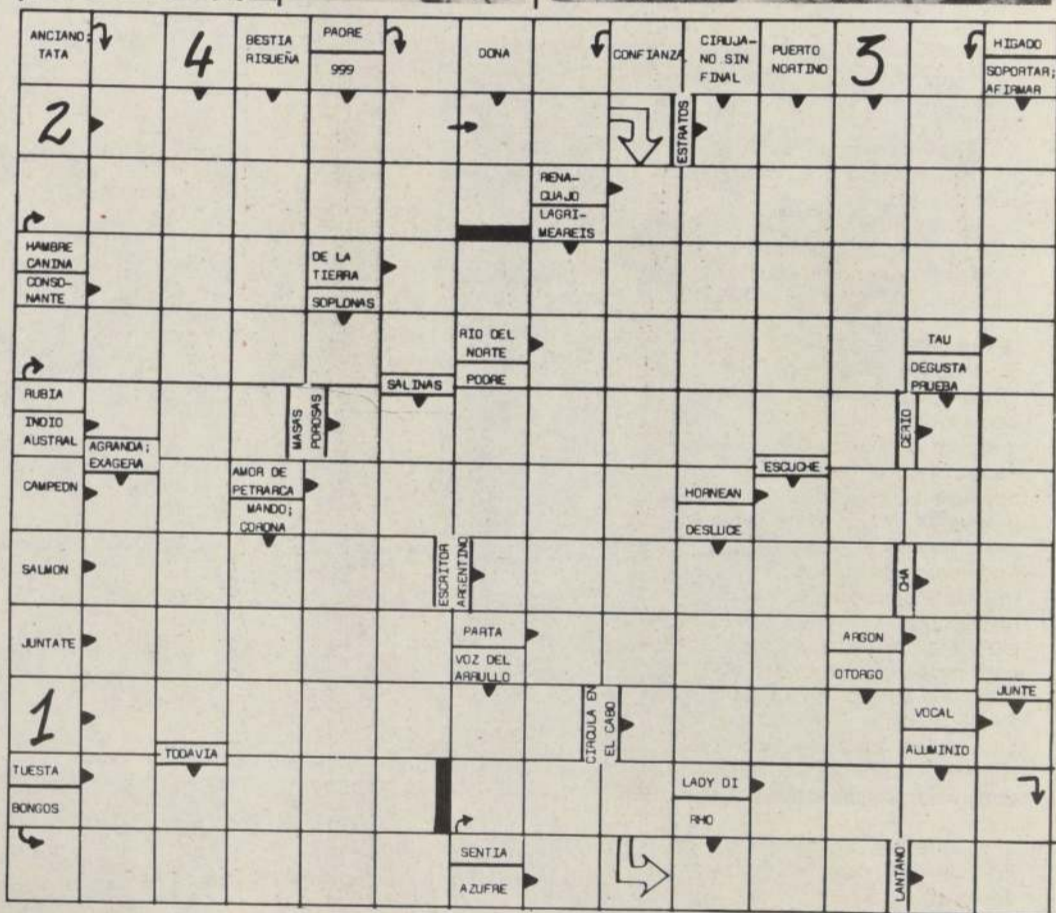 ANCIANO;
TATA
4
BESTIA
RISUEÑA
PADRE
999
DONA
CONFIANZA
CIRUJA-
NO SIN
FINAL
PUERTO
NORTINO
3
HIGADO
SOPORTAR;
AFIRMAR
2
ESTRATOS
RENA-
CUAJO
LAGRI-
MEAREIS
HAMBRE
CANINA
CONSO-
NANTE
DE LA
TIERRA
SOPLONAS
RIO DEL
NORTE
PODRE
TAU
DEGUSTA
PRUEBA
RUBIA
INDIO
AUSTRAL
AGRANDA;
EXAGERA
MASAS
POROSAS
SALINAS
CERIO
CAMPEON
AMOR DE
PETRARCA
MANDO;
CORONA
ESCUCHE
HORNEAN
DESLUCE
SALMON
ESCRITOR
ARGENTINO
CHA
JUNTATE
PARTA
VOZ DEL
ARRULLO
ARGON
OTORGO
1
CIRCULA EN
EL CABO
VOCAL
ALUMINIO
JUNTE
TUESTA
BONGOS
TODAVIA
LADY DI
RHO
SENTIA
AZUFRE
LANTANO